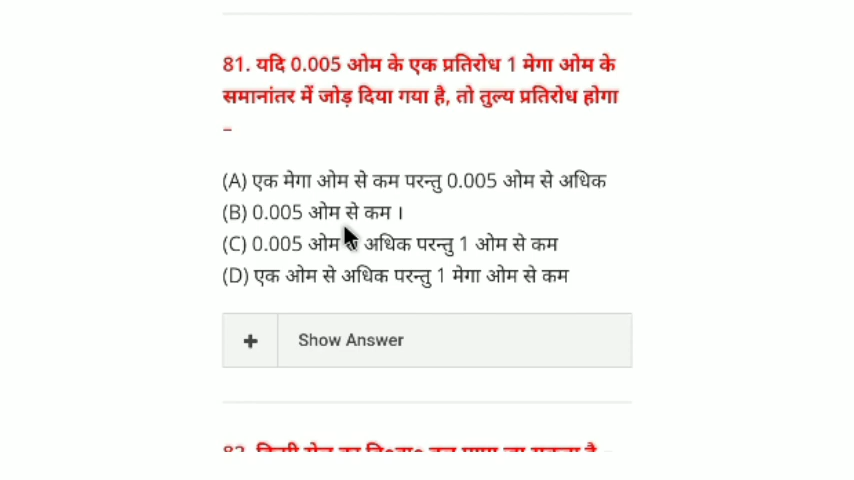 81. यदि 0.005 ओम के एक प्रतिरोध 1 मेगा ओम के
समानांतर में जोड़ दिया गया है, तो तुल्य प्रतिरोध होगा
–
(A) एक मेगा ओम से कम परन्तु 0.005 ओम से अधिक
(B) 0.005 ओम से कम ।
(C) 0.005 ओम से अधिक परन्तु 1 ओम से कम
(D) एक ओम से अधिक परन्तु 1 मेगा ओम से कम
+ Show Answer